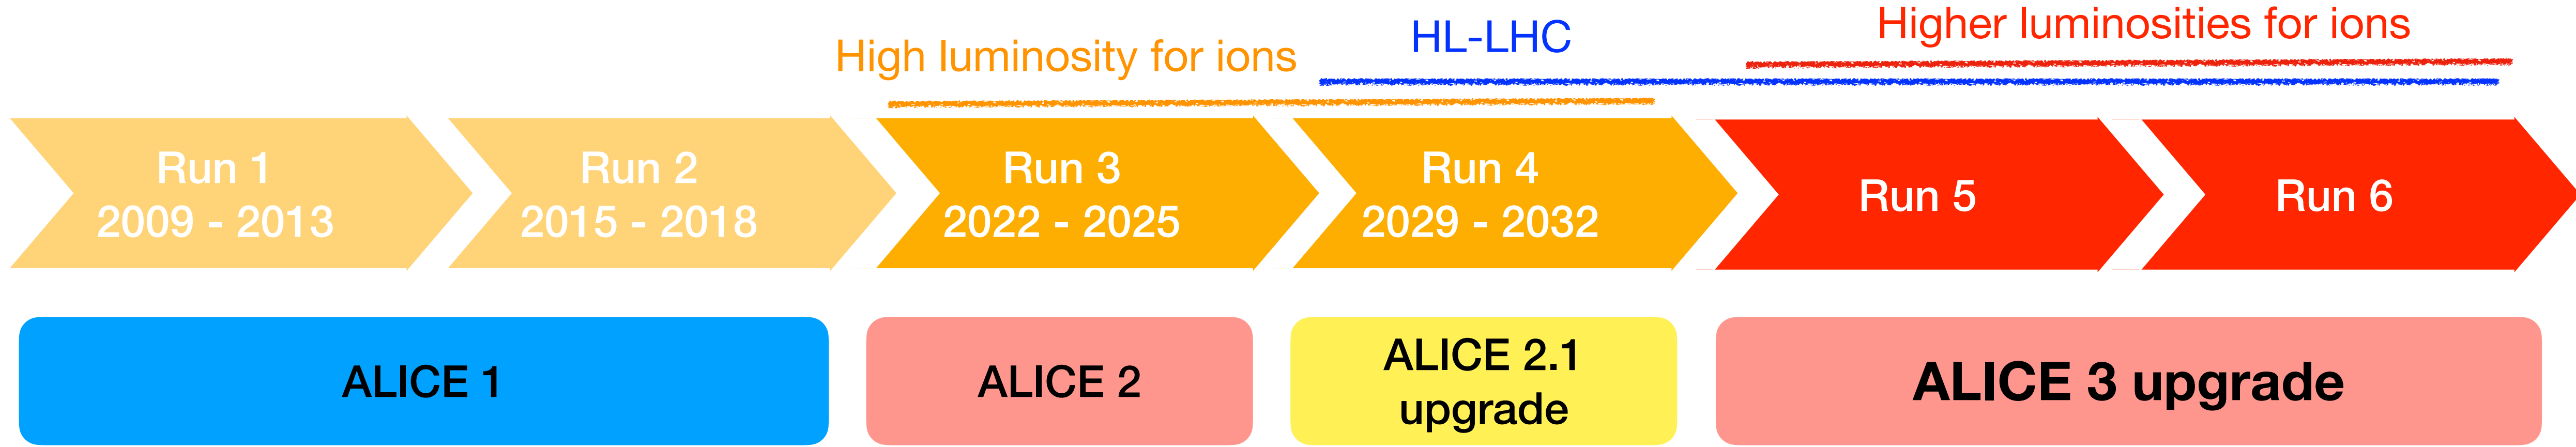 High luminosity for ions
HL-LHC
Higher luminosities for ions
Run 1
2009 - 2013
Run 2
2015 - 2018
Run 3
2022 - 2025
Run 4
2029 - 2032
Run 5
Run 6
ALICE 1
ALICE 2
ALICE 2.1
upgrade
ALICE 3 upgrade